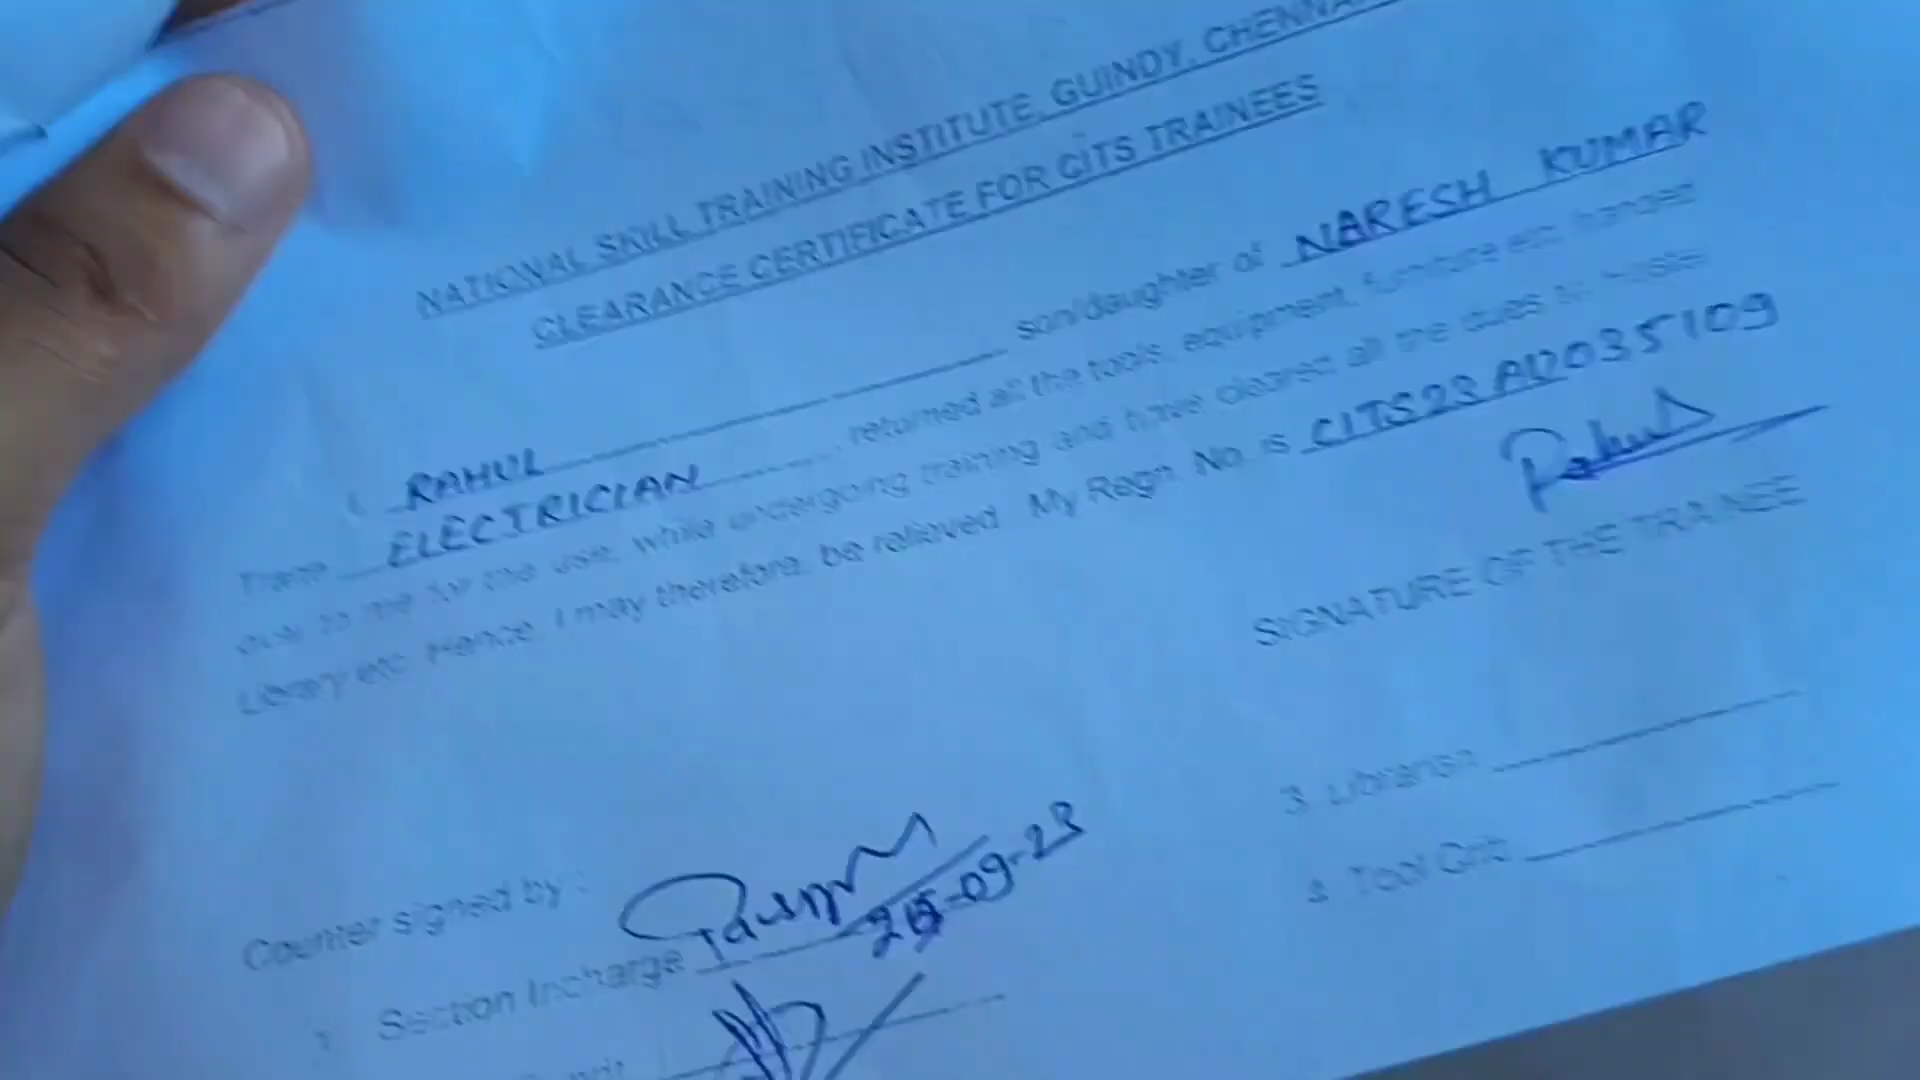 NATIONAL SKILL TRAINING INSTITUTE, GUINDY, CHENNAI
CLEARANCE CERTIFICATE FOR CITS TRAINEES
I, RAHUL son/daughter of NARESH KUMAR
Trade ELECTRICIAN, returned all the tools, equipment, furniture etc. handed
over to me for the use, while undergoing training and have cleared all the dues to Hostel
Library etc. Hence, I may therefore, be relieved. My Regn. No. is CITS23A1035109
Rahul
SIGNATURE OF THE TRAINEE
Counter signed by :
1. Section Incharge 26-09-23
3. Librarian
4. Tool Crib